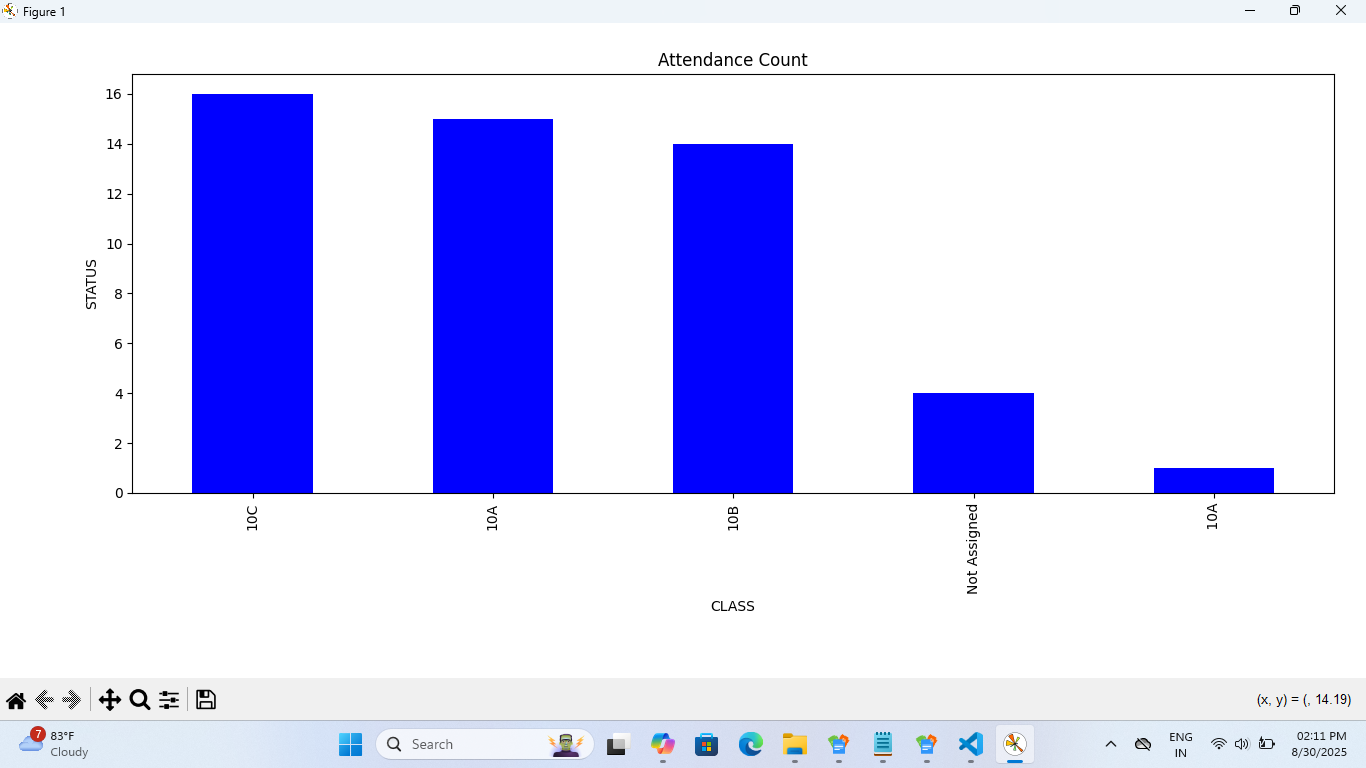 Figure 1
Attendance Count
16
14
12
10
8
6
4
2
0
STATUS
10C
10A
10B
Not Assigned
10A
CLASS
(x, y) = (, 14.19)
7
83°F
Cloudy
Search
ENG
IN
02:11 PM
8/30/2025